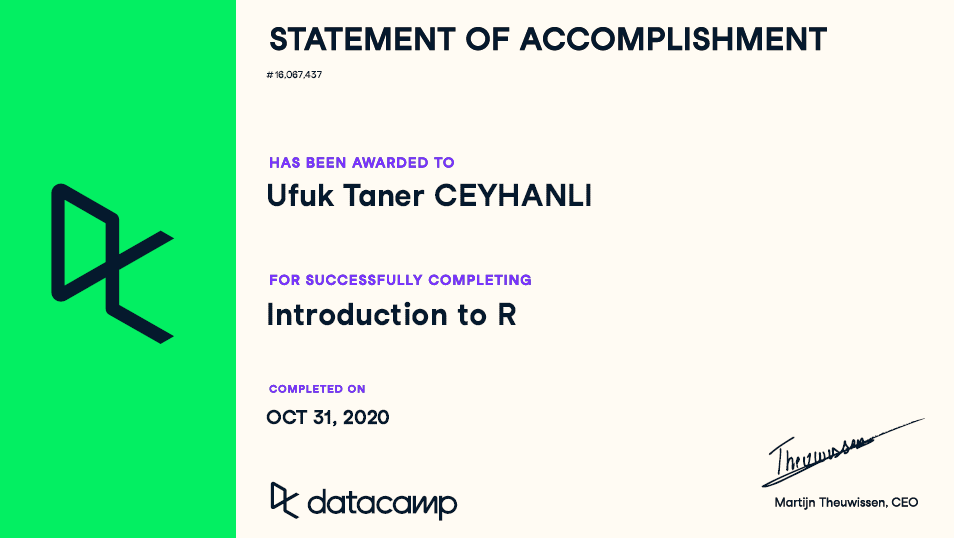 STATEMENT OF ACCOMPLISHMENT
# 16,067,437
HAS BEEN AWARDED TO
Ufuk Taner CEYHANLI
FOR SUCCESSFULLY COMPLETING
Introduction to R
COMPLETED ON
OCT 31, 2020
datacamp
Theuwissen
Martijn Theuwissen, CEO